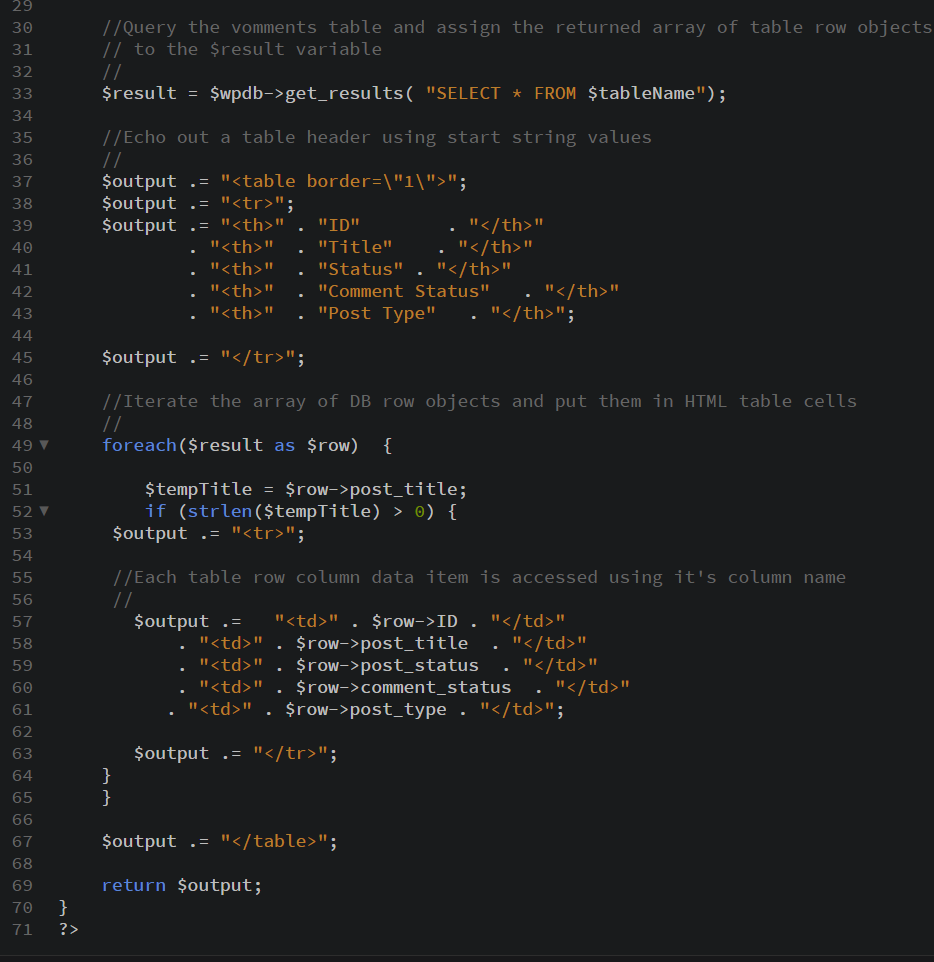 29
30 //Query the vomments table and assign the returned array of table row objects
31 // to the $result variable
32 //
33 $result = $wpdb->get_results( "SELECT * FROM $tableName");
34
35 //Echo out a table header using start string values
36 //
37 $output .= "<table border=\"1\">";
38 $output .= "<tr>";
39 $output .= "<th>" . "ID" . "</th>"
40 . "<th>" . "Title" . "</th>"
41 . "<th>" . "Status" . "</th>"
42 . "<th>" . "Comment Status" . "</th>"
43 . "<th>" . "Post Type" . "</th>";
44
45 $output .= "</tr>";
46
47 //Iterate the array of DB row objects and put them in HTML table cells
48 //
49 foreach($result as $row) {
50
51 $tempTitle = $row->post_title;
52 if (strlen($tempTitle) > 0) {
53 $output .= "<tr>";
54
55 //Each table row column data item is accessed using it's column name
56 //
57 $output .= "<td>" . $row->ID . "</td>"
58 . "<td>" . $row->post_title . "</td>"
59 . "<td>" . $row->post_status . "</td>"
60 . "<td>" . $row->comment_status . "</td>"
61 . "<td>" . $row->post_type . "</td>";
62
63 $output .= "</tr>";
64 }
65 }
66
67 $output .= "</table>";
68
69 return $output;
70 }
71 ?>